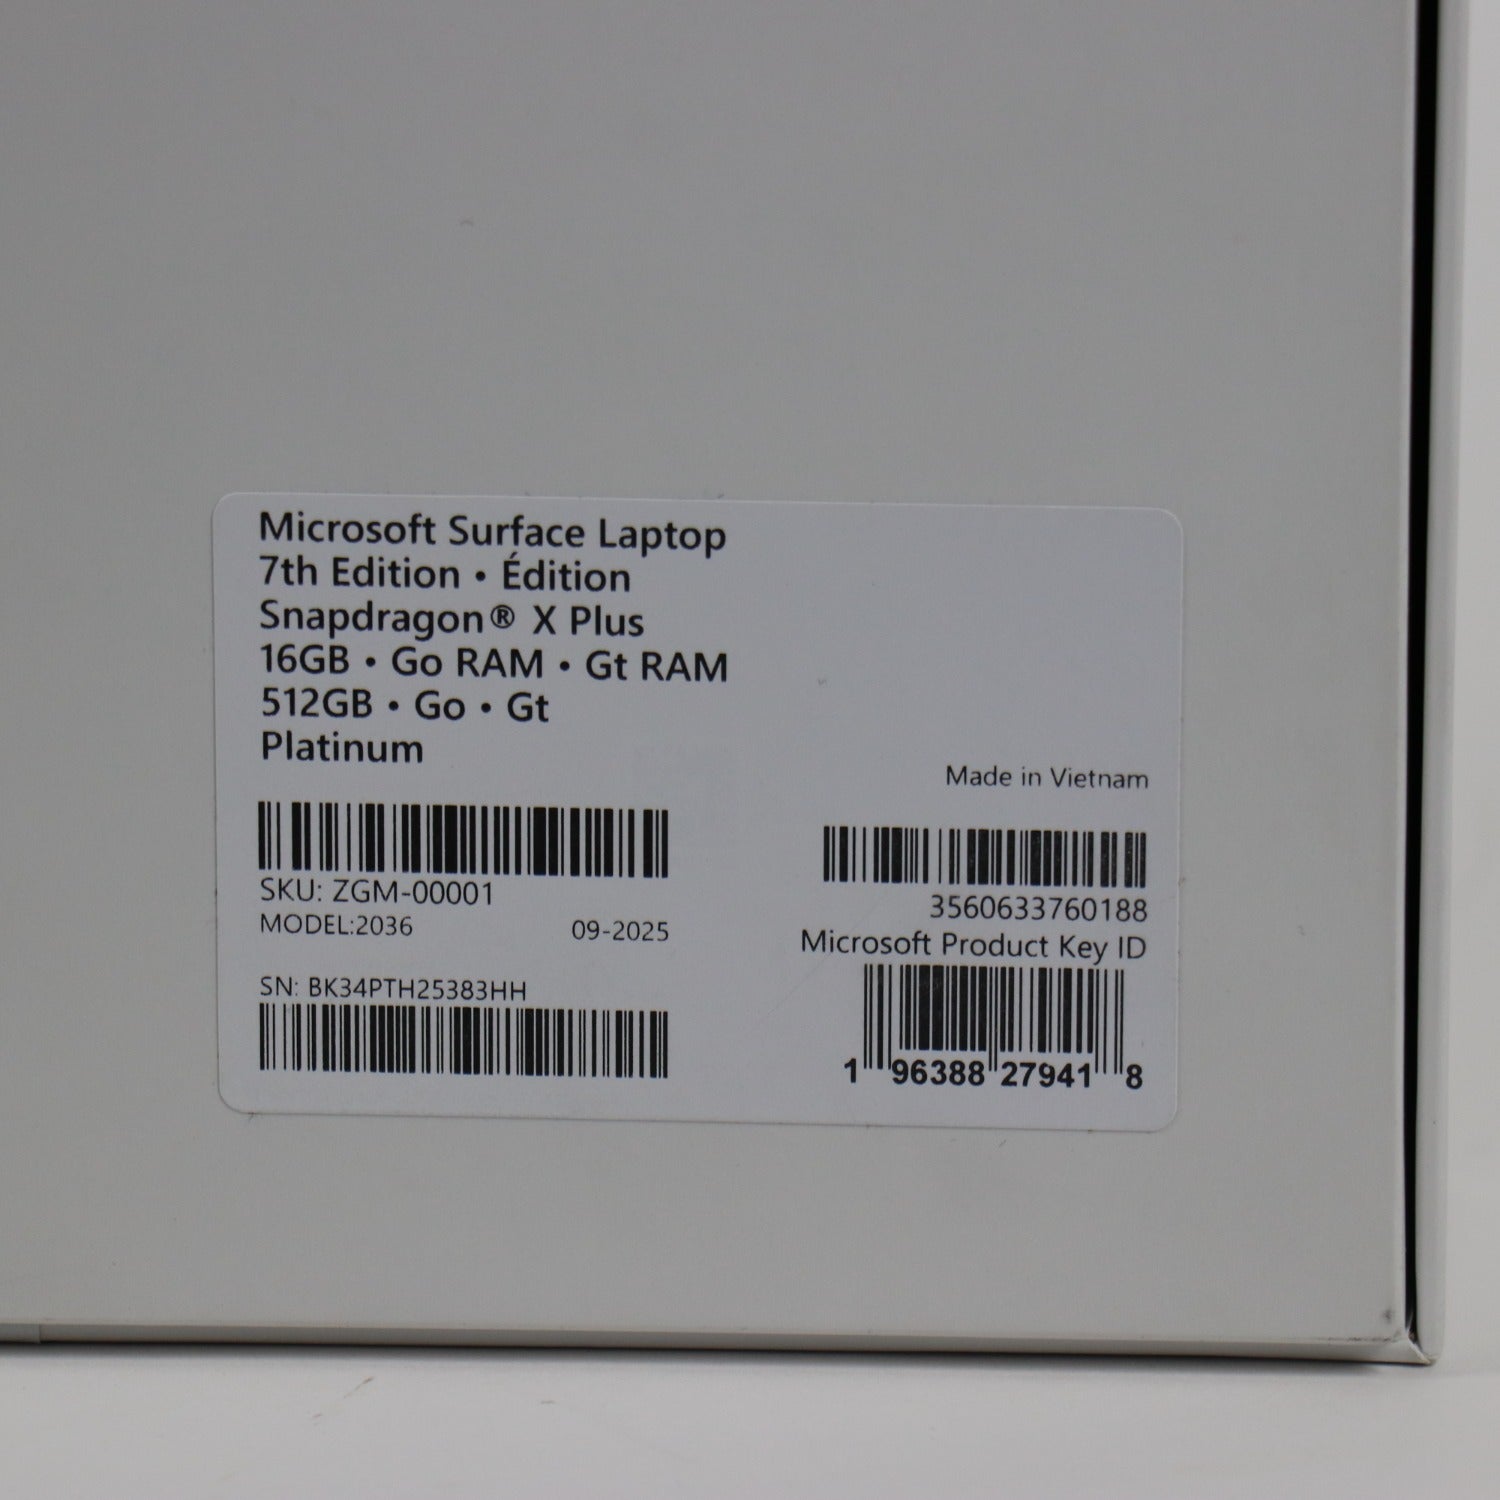 Microsoft Surface Laptop
7th Edition • Édition
Snapdragon® X Plus
16GB • Go RAM • Gt RAM
512GB • Go • Gt
Platinum
Made in Vietnam
SKU: ZGM-00001
MODEL:2036 09-2025
SN: BK34PTH25383HH
3560633760188
Microsoft Product Key ID
1 96388 27941 8